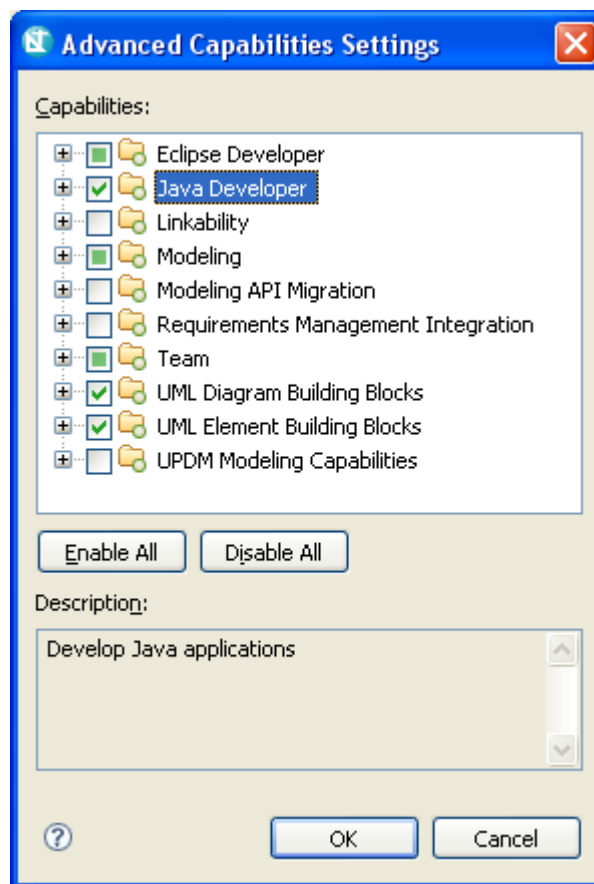 Advanced Capabilities Settings
Capabilities:
Eclipse Developer
Java Developer
Linkability
Modeling
Modeling API Migration
Requirements Management Integration
Team
UML Diagram Building Blocks
UML Element Building Blocks
UPDM Modeling Capabilities
Enable All Disable All
Description:
Develop Java applications
? OK Cancel